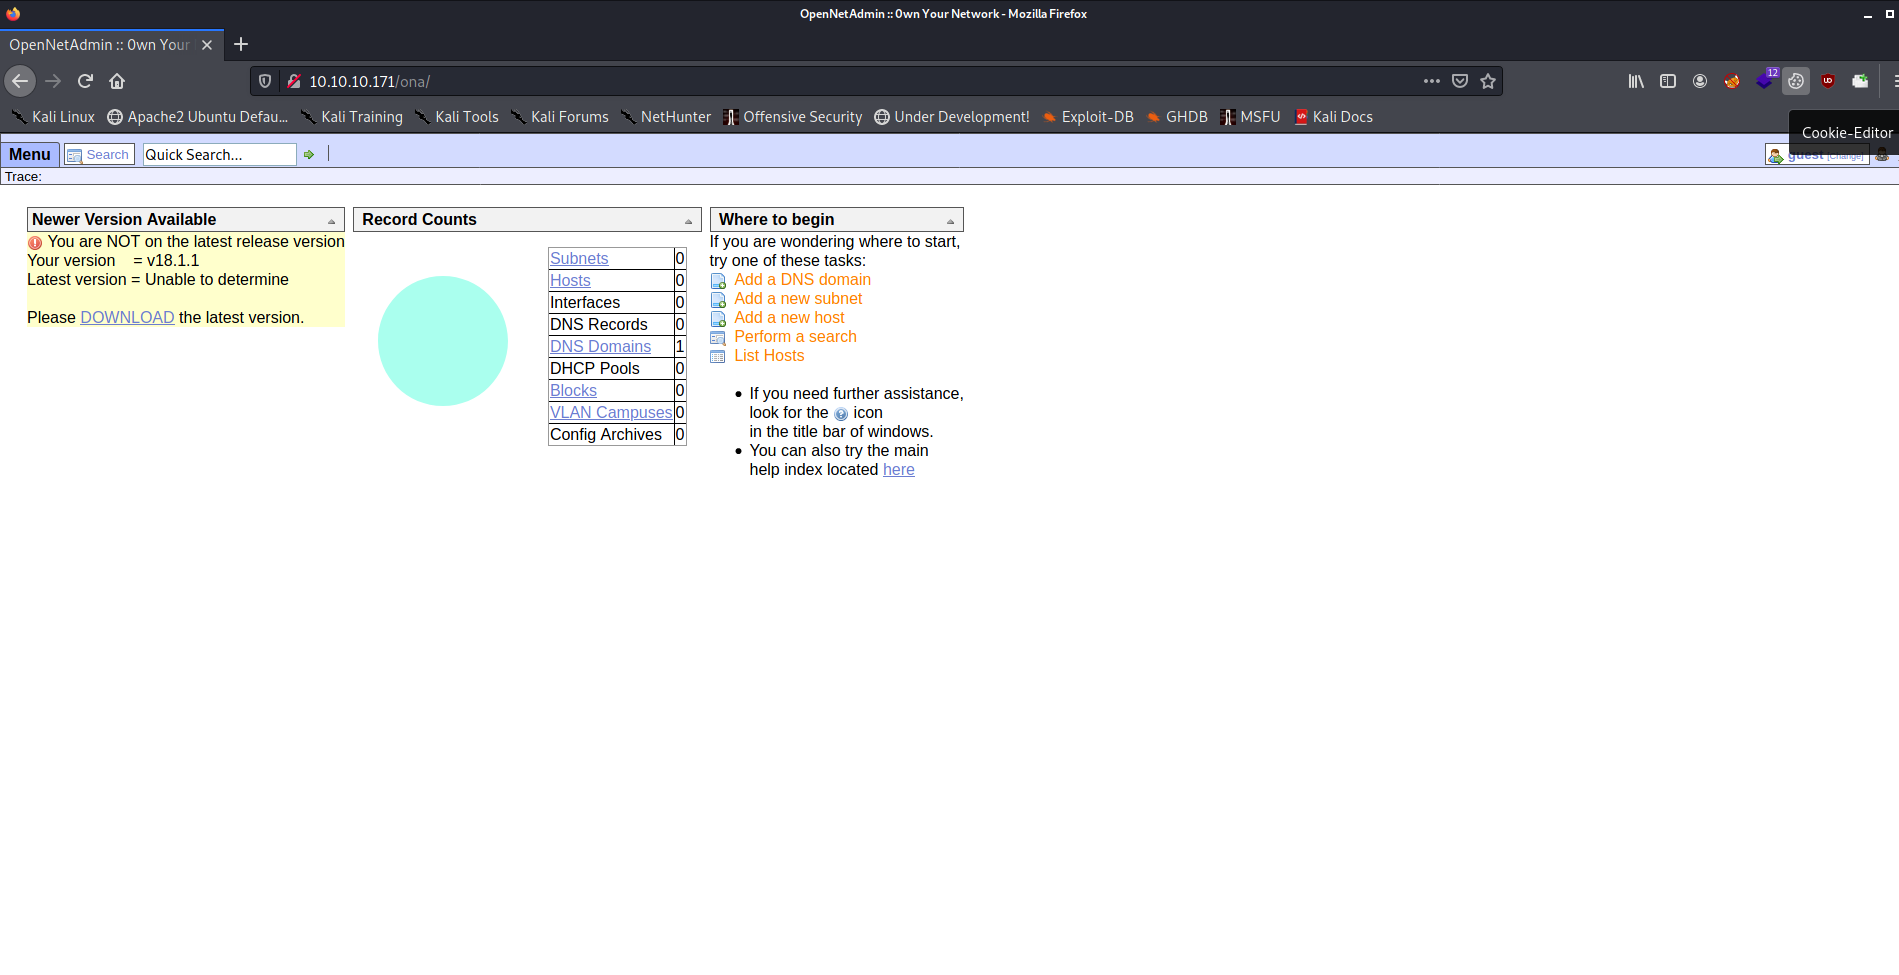 OpenNetAdmin :: 0wn Your Network - Mozilla Firefox
OpenNetAdmin :: 0wn Your
10.10.10.171/ona/
12
Kali Linux Apache2 Ubuntu Defau... Kali Training Kali Tools Kali Forums NetHunter Offensive Security Under Development! Exploit-DB GHDB MSFU Kali Docs
Cookie-Editor
Menu Search Quick Search... guest [Change]
Trace:
Newer Version Available
You are NOT on the latest release version
Your version = v18.1.1
Latest version = Unable to determine
Please DOWNLOAD the latest version.
Record Counts
Subnets 0
Hosts 0
Interfaces 0
DNS Records 0
DNS Domains 1
DHCP Pools 0
Blocks 0
VLAN Campuses 0
Config Archives 0
Where to begin
If you are wondering where to start,
try one of these tasks:
Add a DNS domain
Add a new subnet
Add a new host
Perform a search
List Hosts
• If you need further assistance,
look for the ? icon
in the title bar of windows.
• You can also try the main
help index located here